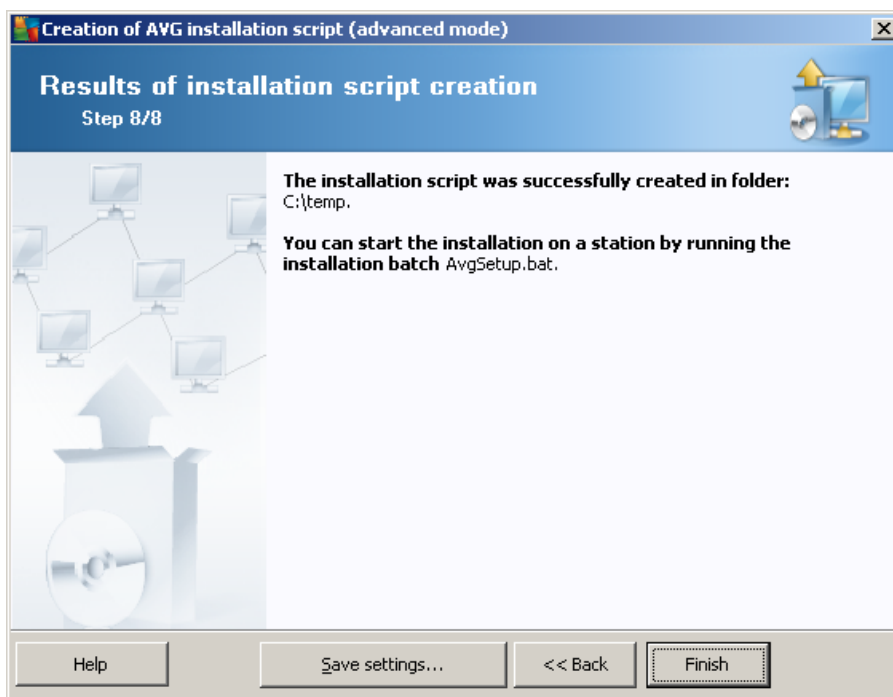 Creation of AVG installation script (advanced mode)
Results of installation script creation
Step 8/8
The installation script was successfully created in folder:
C:\temp.
You can start the installation on a station by running the
installation batch AvgSetup.bat.
Help
Save settings...
<< Back
Finish